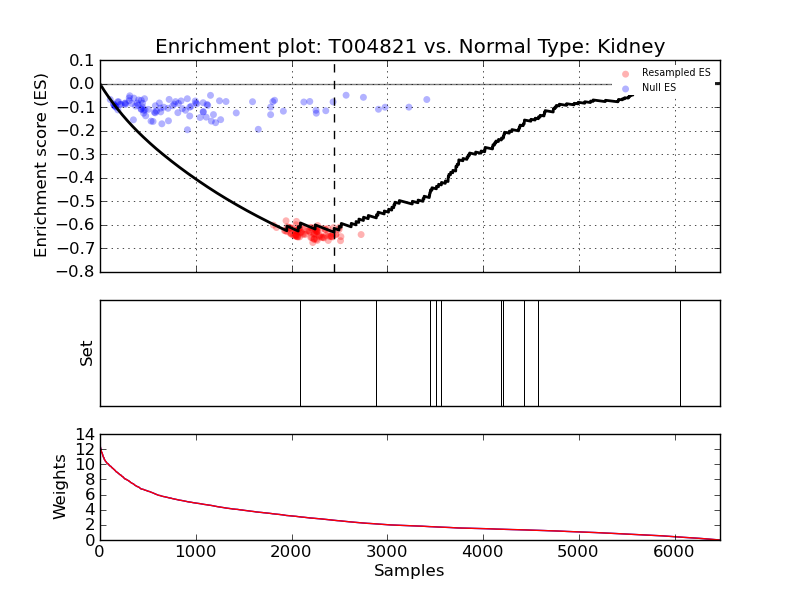 Enrichment plot: T004821 vs. Normal Type: Kidney
Enrichment score (ES)
0.1
0.0
−0.1
−0.2
−0.3
−0.4
−0.5
−0.6
−0.7
−0.8
Resampled ES
Null ES
Set
Weights
14
12
10
8
6
4
2
0
0 1000 2000 3000 4000 5000 6000
Samples